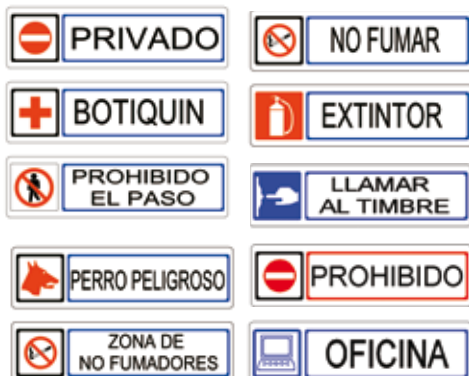 PRIVADO
NO FUMAR
BOTIQUIN
EXTINTOR
PROHIBIDO
EL PASO
LLAMAR
AL TIMBRE
PERRO PELIGROSO
PROHIBIDO
ZONA DE
NO FUMADORES
OFICINA